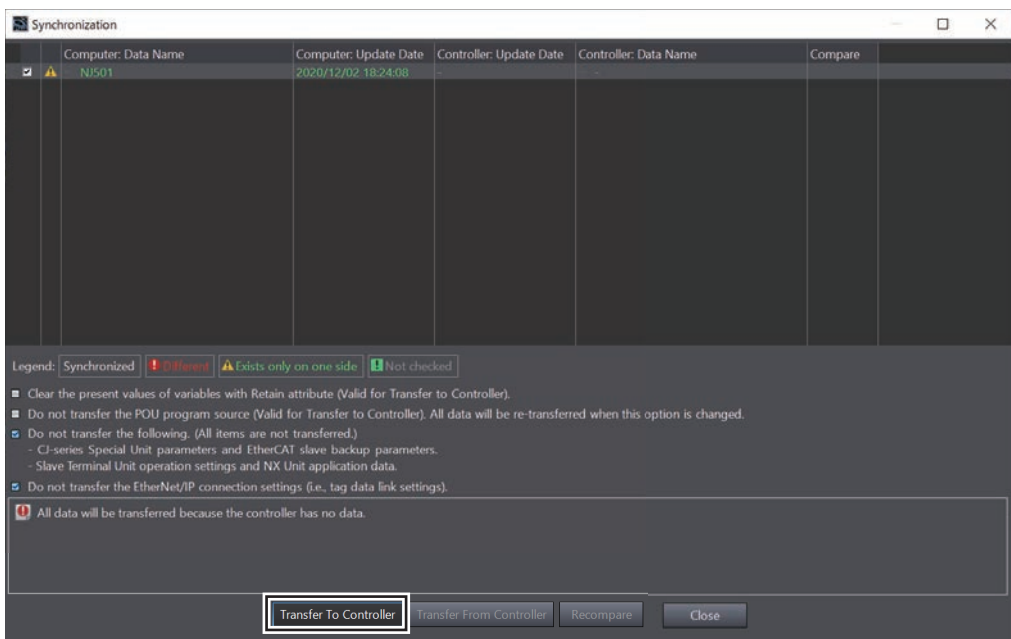 Synchronization
Computer: Data Name Computer: Update Date Controller: Update Date Controller: Data Name Compare
NJ501 2020/12/02 18:24:08 - -
Legend: Synchronized Different Exists only on one side Not checked
Clear the present values of variables with Retain attribute (Valid for Transfer to Controller).
Do not transfer the POU program source (Valid for Transfer to Controller). All data will be re-transferred when this option is changed.
Do not transfer the following. (All items are not transferred.)
- CJ-series Special Unit parameters and EtherCAT slave backup parameters.
- Slave Terminal Unit operation settings and NX Unit application data.
Do not transfer the EtherNet/IP connection settings (i.e., tag data link settings).
All data will be transferred because the controller has no data.
Transfer To Controller Transfer From Controller Recompare Close